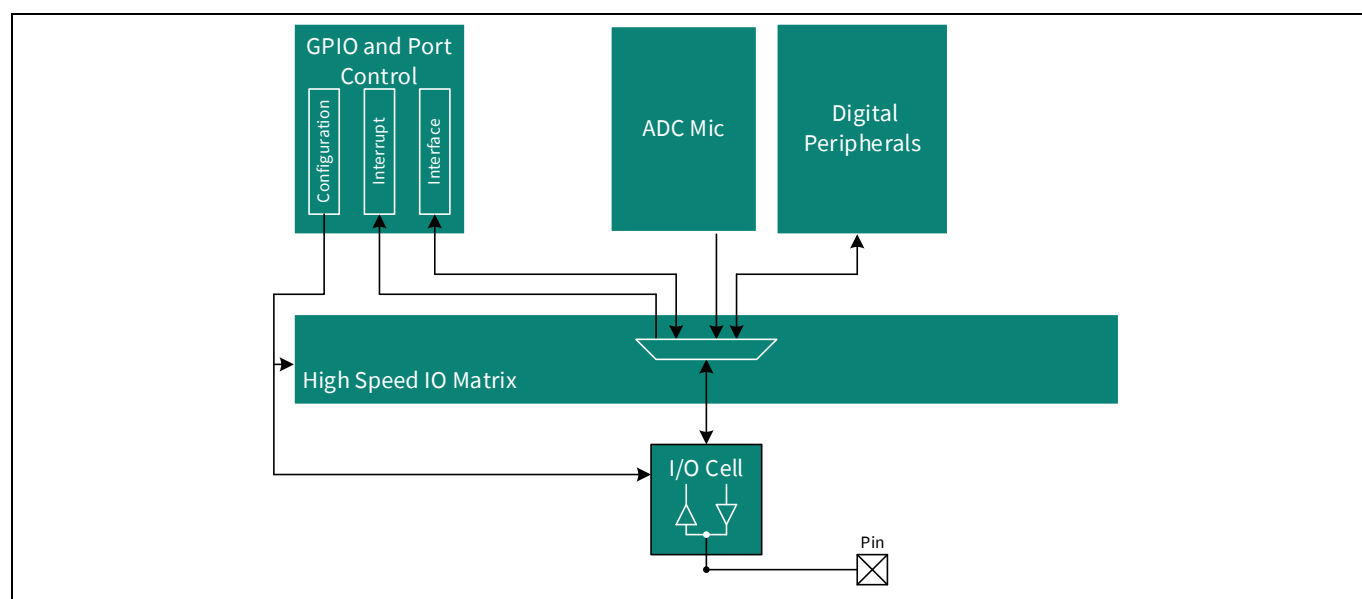 GPIO and Port
Control
Configuration
Interrupt
Interface
ADC Mic
Digital
Peripherals
High Speed IO Matrix
I/O Cell
Pin